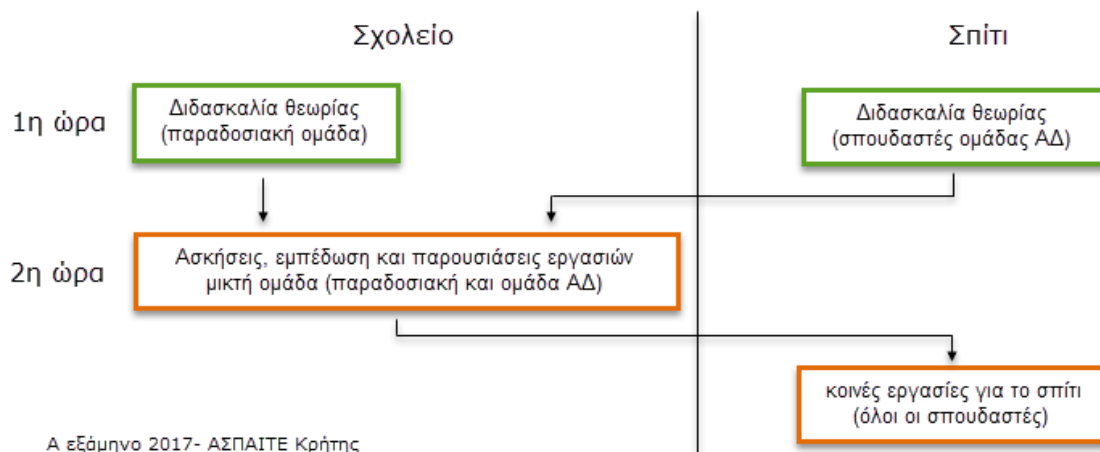 Σχολείο
Σπίτι
1η ώρα
Διδασκαλία θεωρίας
(παραδοσιακή ομάδα)
Διδασκαλία θεωρίας
(σπουδαστές ομάδας ΑΔ)
2η ώρα
Ασκήσεις, εμπέδωση και παρουσιάσεις εργασιών
μικτή ομάδα (παραδοσιακή και ομάδα ΑΔ)
κοινές εργασίες για το σπίτι
(όλοι οι σπουδαστές)
Α εξάμηνο 2017- ΑΣΠΑΙΤΕ Κρήτης